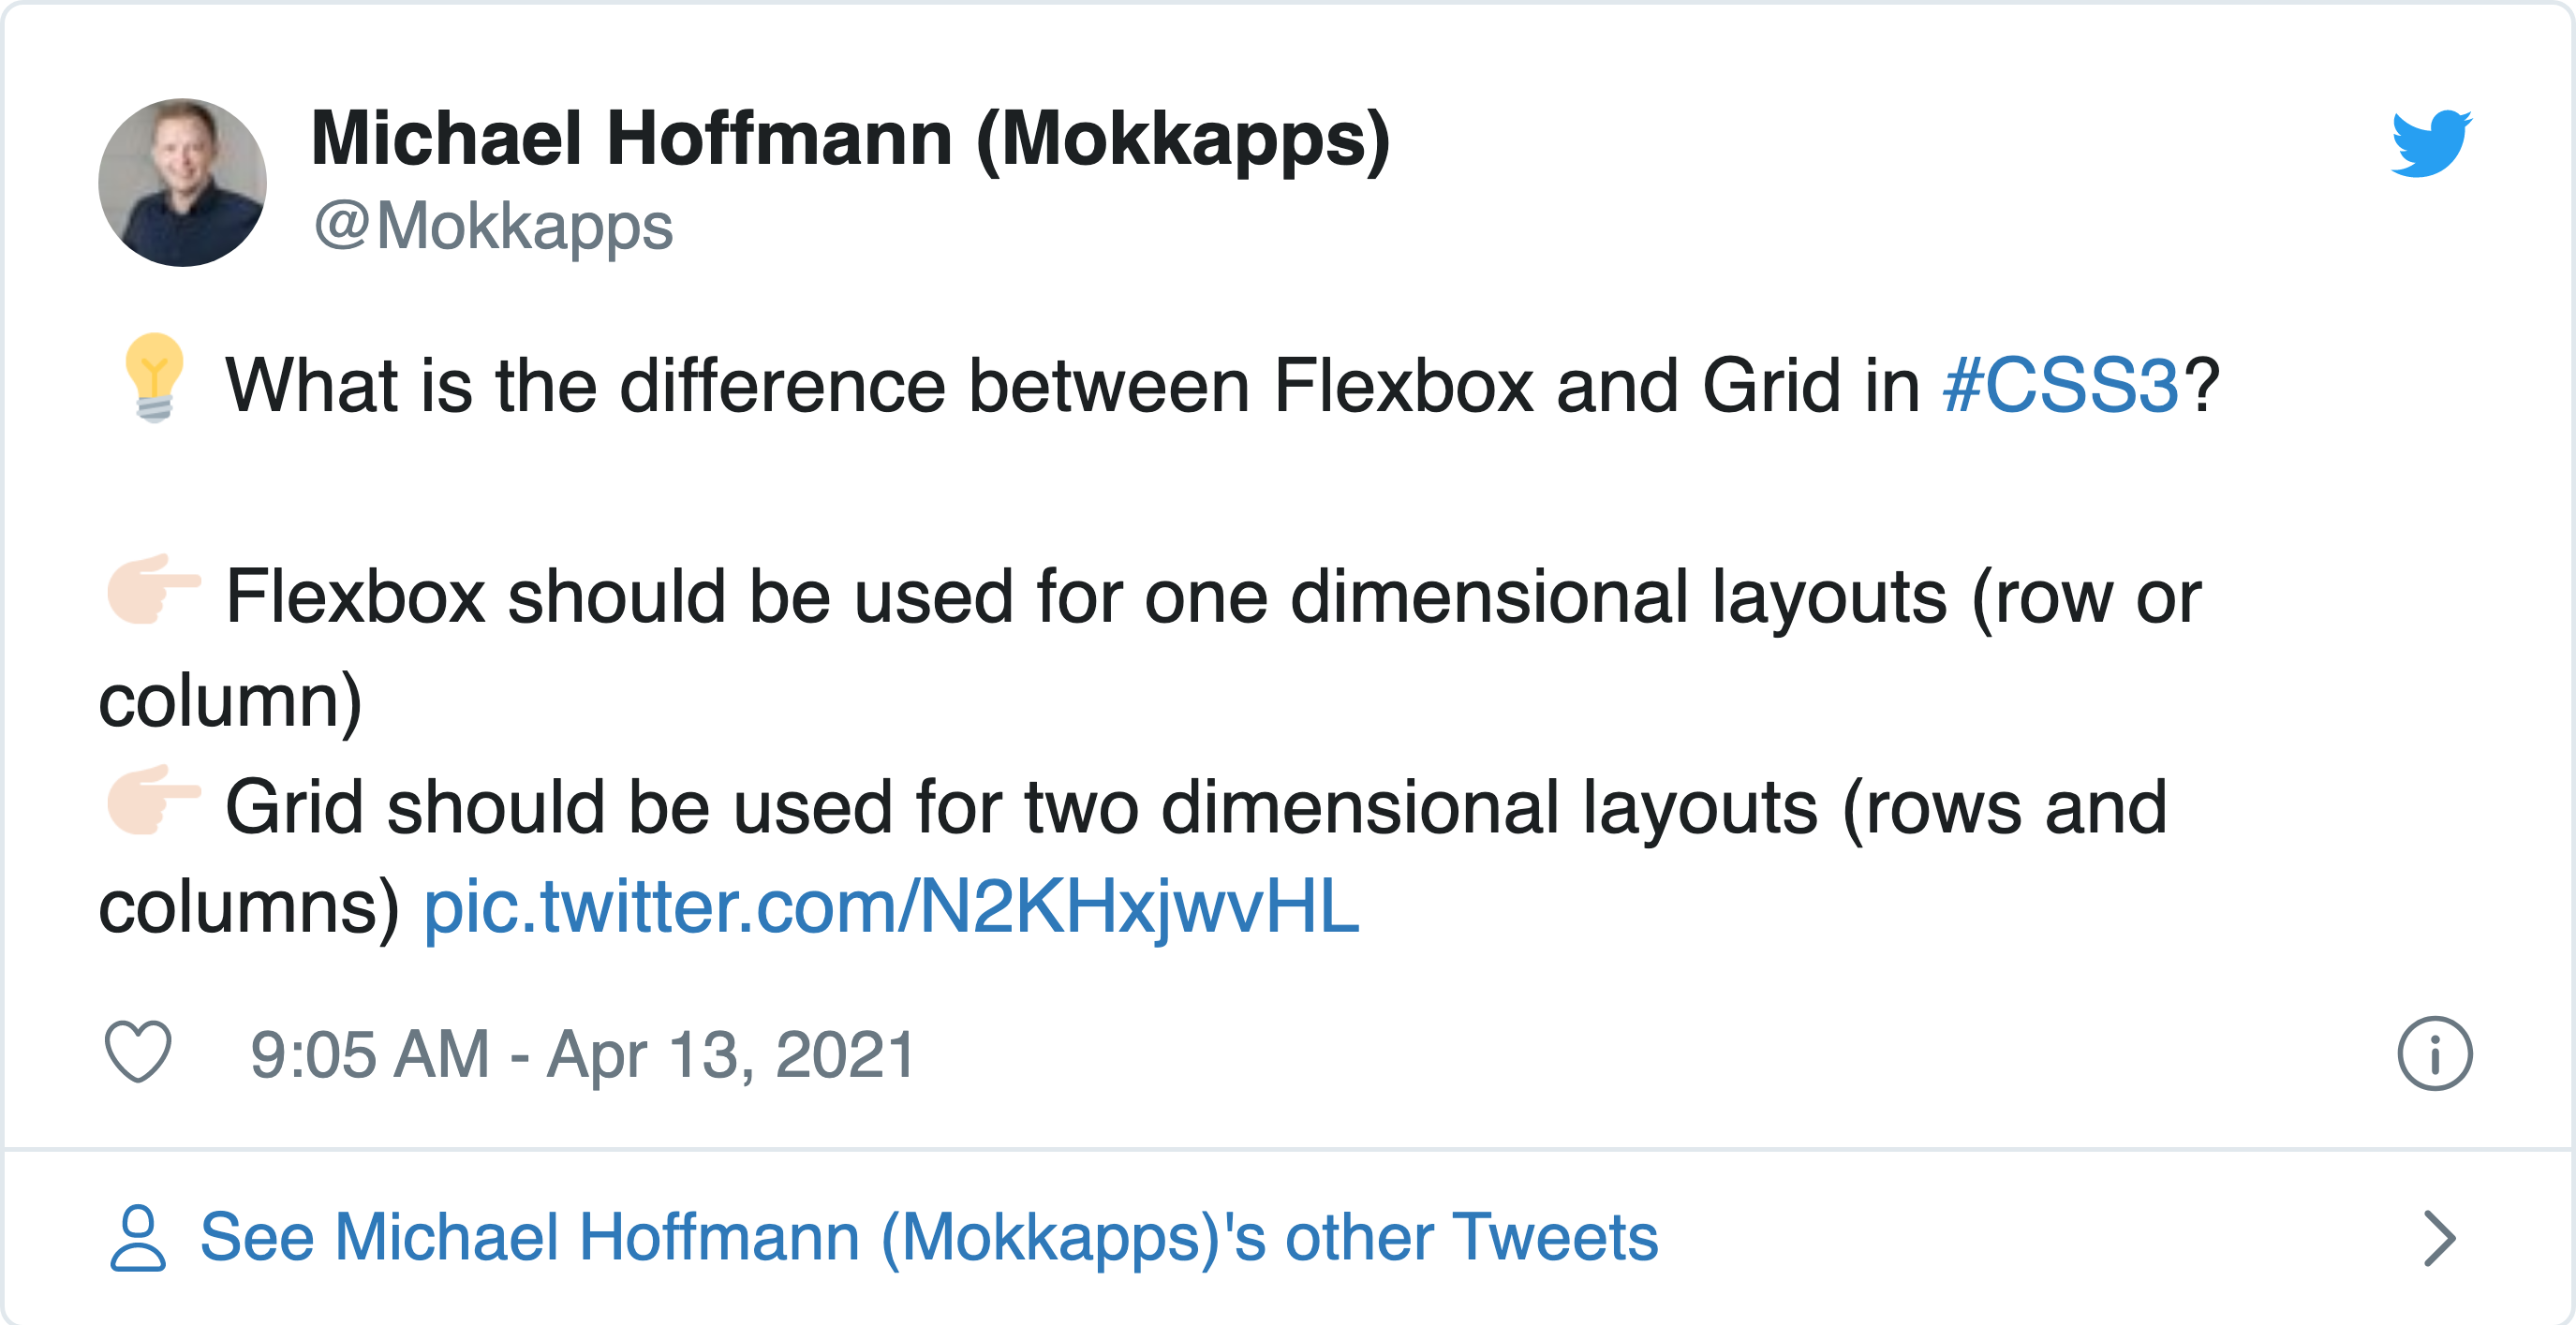 Michael Hoffmann (Mokkapps)
@Mokkapps
💡 What is the difference between Flexbox and Grid in #CSS3?
👉🏻 Flexbox should be used for one dimensional layouts (row or
column)
👉🏻 Grid should be used for two dimensional layouts (rows and
columns) pic.twitter.com/N2KHxjwvHL
9:05 AM - Apr 13, 2021
See Michael Hoffmann (Mokkapps)'s other Tweets